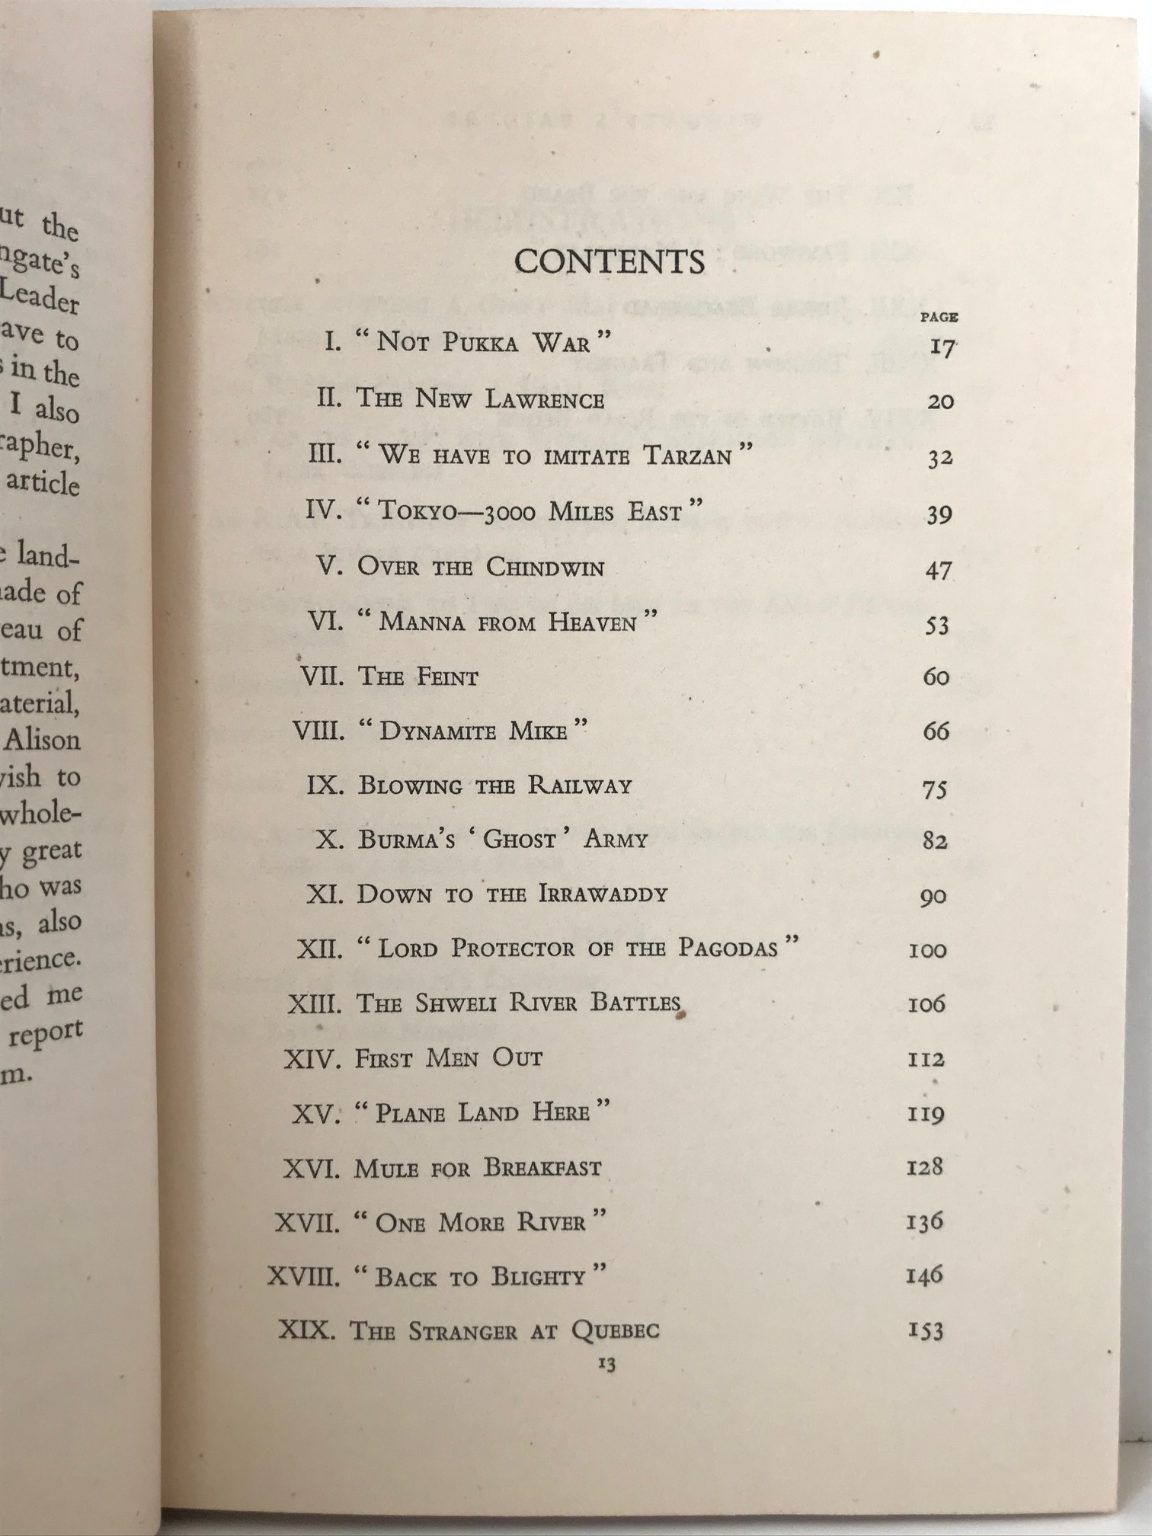 ut the
ngate's
Leader
ave to
s in the
I also
rapher,
article
e land-
nade of
eau of
tment,
aterial,
Alison
vish to
whole-
y great
ho was
ns, also
erience.
ed me
report
m.
CONTENTS
PAGE
I. “ Not Pukka War ” 17
II. The New Lawrence 20
III. “ We have to imitate Tarzan ” 32
IV. “ Tokyo—3000 Miles East ” 39
V. Over the Chindwin 47
VI. “ Manna from Heaven ” 53
VII. The Feint 60
VIII. “ Dynamite Mike ” 66
IX. Blowing the Railway 75
X. Burma's ‘ Ghost ’ Army 82
XI. Down to the Irrawaddy 90
XII. “ Lord Protector of the Pagodas ” 100
XIII. The Shweli River Battles 106
XIV. First Men Out 112
XV. “ Plane Land Here ” 119
XVI. Mule for Breakfast 128
XVII. “ One More River ” 136
XVIII. “ Back to Blighty ” 146
XIX. The Stranger at Quebec 153
13